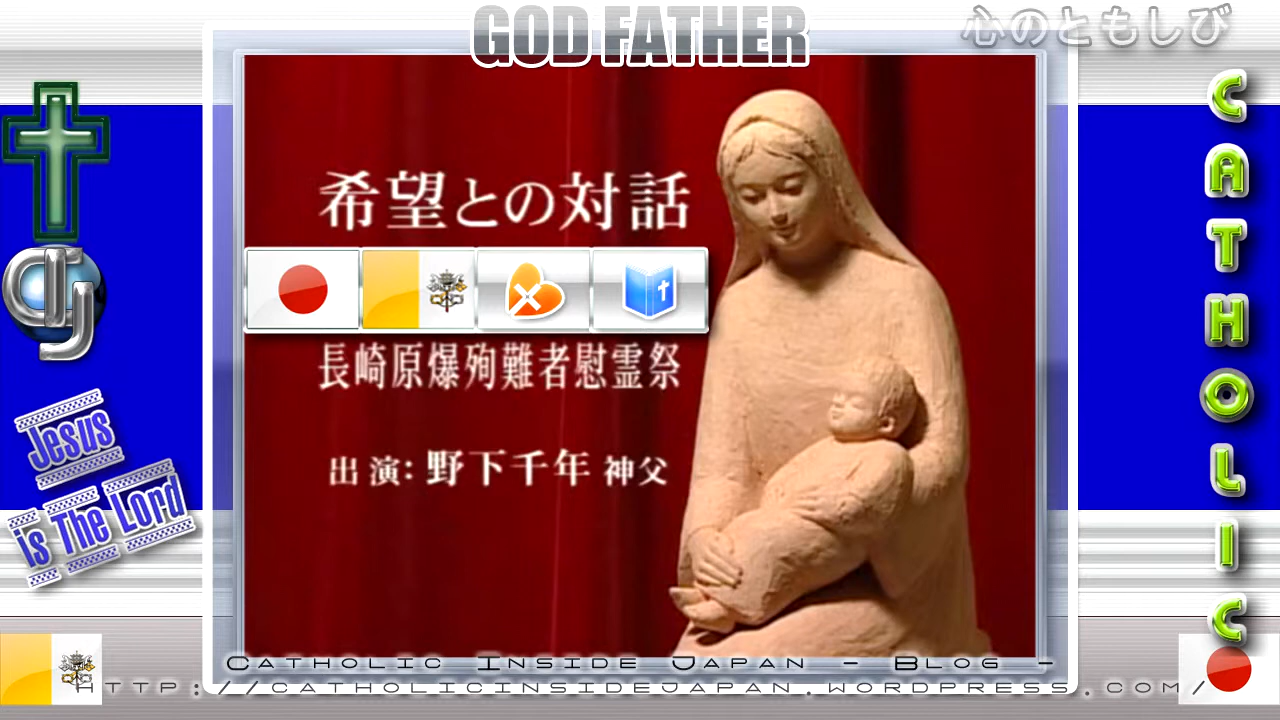 GOD FATHER
心のともしび
希望との対話
長崎原爆殉難者慰霊祭
出演：野下千年 神父
Jesus
is The Lord
CATHOLIC
Catholic Inside Japan - Blog -
http://catholicinsidejapan.wordpress.com/